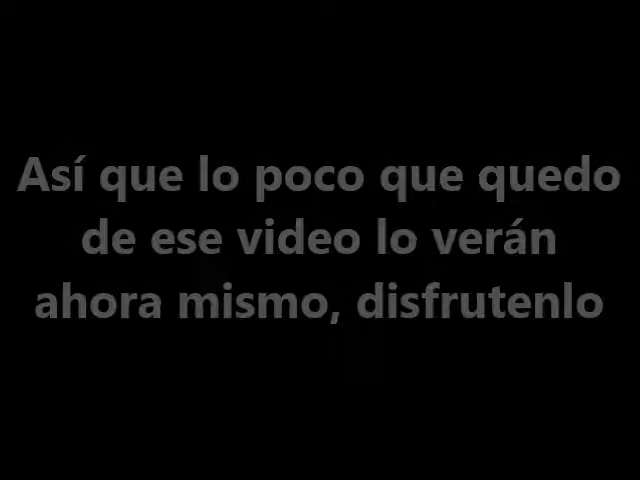 Así que lo poco que quedo
de ese video lo verán
ahora mismo, disfrutenlo